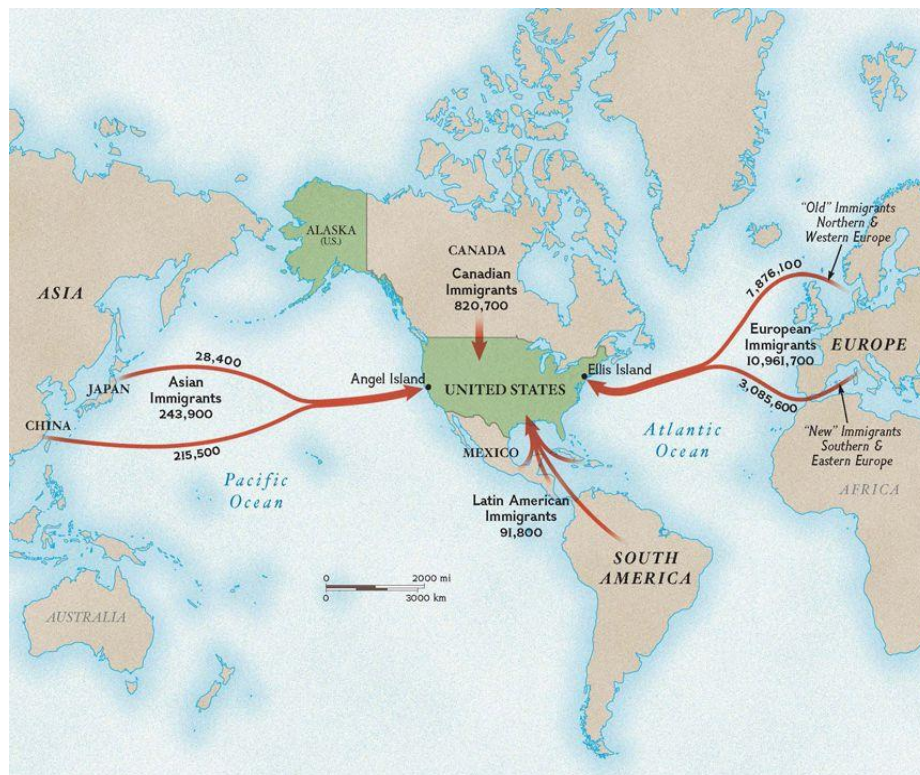 "Old" Immigrants
Northern &
Western Europe
ALASKA
(U.S.)
CANADA
Canadian
Immigrants
820,700
7,876,100
ASIA
European
Immigrants
10,961,700
EUROPE
28,400
JAPAN
Asian
Immigrants
243,900
Angel Island
UNITED STATES
Ellis Island
3,085,600
CHINA
215,500
MEXICO
Atlantic
Ocean
"New" Immigrants
Southern &
Eastern Europe
Pacific
Ocean
AFRICA
Latin American
Immigrants
91,800
SOUTH
AMERICA
0 2000 mi
0 3000 km
AUSTRALIA